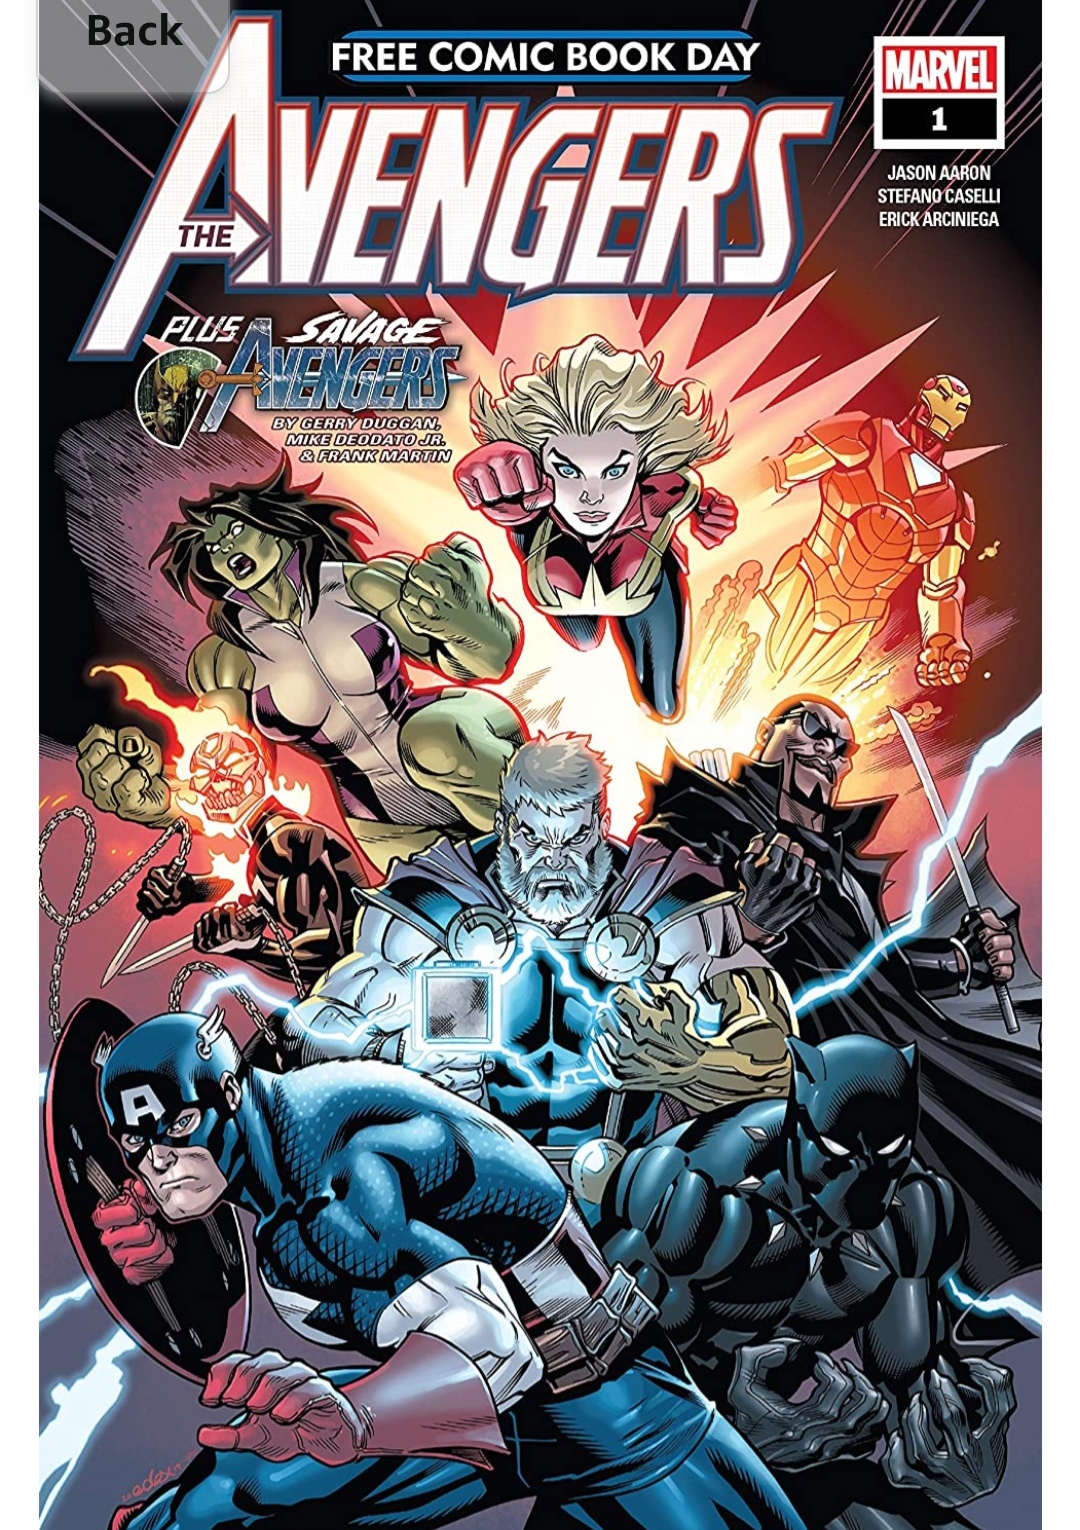 Back
FREE COMIC BOOK DAY
THE AVENGERS
MARVEL
1
JASON AARON
STEFANO CASELLI
ERICK ARCINIEGA
PLUS SAVAGE
AVENGERS
BY GERRY DUGGAN,
MIKE DEODATO JR.
& FRANK MARTIN
A